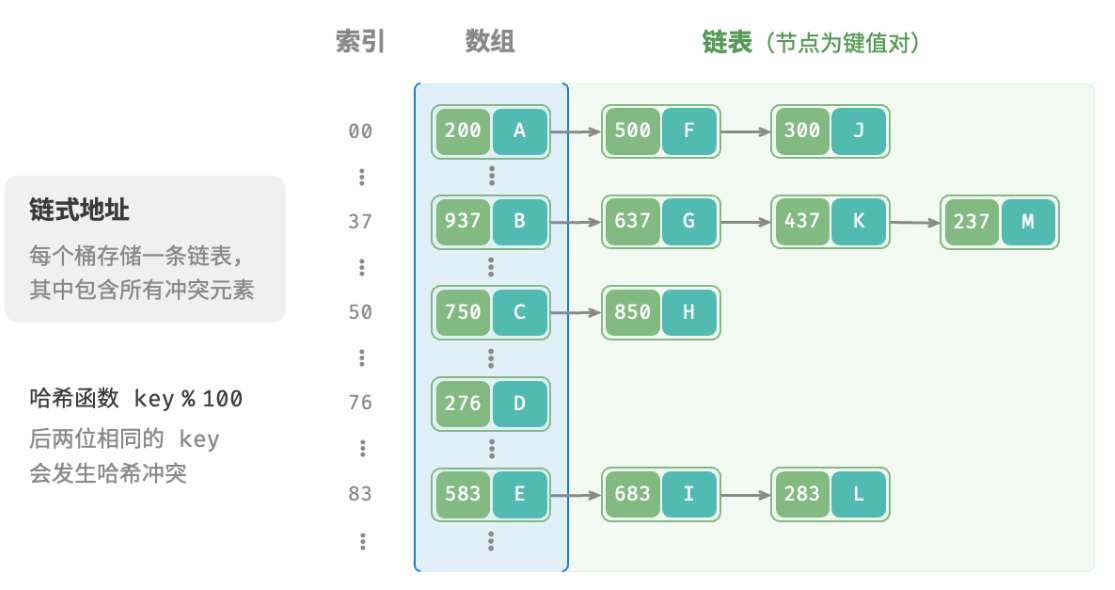 索引 数组 链表（节点为键值对）
00 200 A 500 F 300 J
链式地址
每个桶存储一条链表，
其中包含所有冲突元素
37 937 B 637 G 437 K 237 M
50 750 C 850 H
哈希函数 key % 100
后两位相同的 key
会发生哈希冲突
76 276 D
83 583 E 683 I 283 L